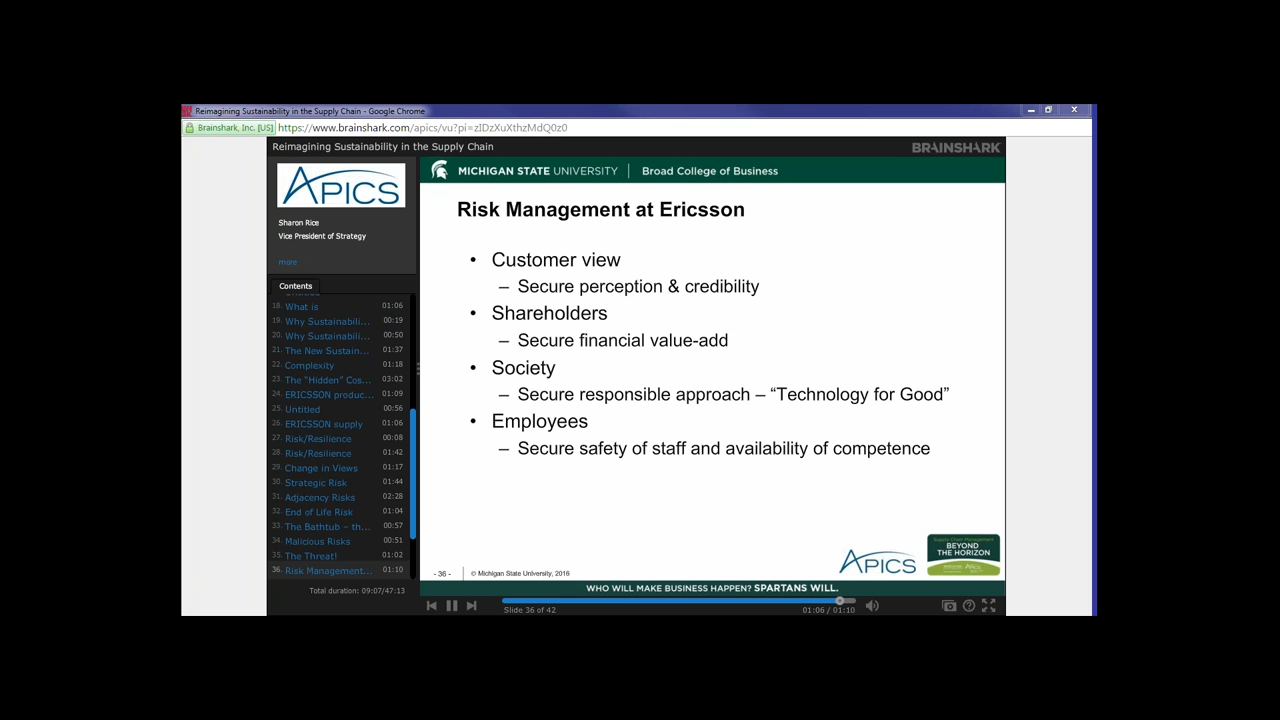 Reimagining Sustainability in the Supply Chain - Google Chrome
Brainshark, Inc. [US] https://www.brainshark.com/apics/vu?pi=zIDzXuXthzMdQ0z0
Reimagining Sustainability in the Supply Chain
BRAINSHARK
APICS
Sharon Rice
Vice President of Strategy
more
Contents
18. What is 01:06
19. Why Sustainabili... 00:19
20. Why Sustainabili... 00:50
21. The New Sustain... 01:37
22. Complexity 01:18
23. The "Hidden" Cos... 03:02
24. ERICSSON produc... 01:09
25. Untitled 00:56
26. ERICSSON supply 01:06
27. Risk/Resilience 00:08
28. Risk/Resilience 01:42
29. Change in Views 01:17
30. Strategic Risk 01:44
31. Adjacency Risks 02:28
32. End of Life Risk 01:04
33. The Bathtub – th... 00:57
34. Malicious Risks 00:51
35. The Threat! 01:02
36. Risk Management... 01:10
Total duration: 09:07/47:13
MICHIGAN STATE UNIVERSITY | Broad College of Business
Risk Management at Ericsson
• Customer view
– Secure perception & credibility
• Shareholders
– Secure financial value-add
• Society
– Secure responsible approach – “Technology for Good”
• Employees
– Secure safety of staff and availability of competence
APICS
Supply Chain Management
BEYOND
THE HORIZON
- 36 - © Michigan State University, 2016
WHO WILL MAKE BUSINESS HAPPEN? SPARTANS WILL.
Slide 36 of 42
01:06 / 01:10